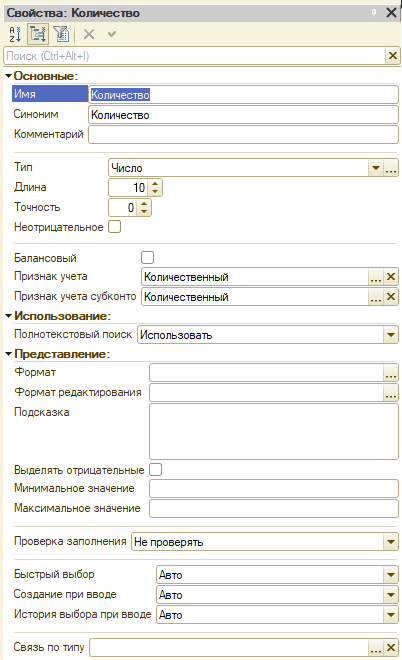 Свойства: Количество
Поиск (Ctrl+Alt+I)
Основные:
Имя Количество
Синоним Количество
Комментарий
Тип Число
Длина 10
Точность 0
Неотрицательное
Балансовый
Признак учета Количественный
Признак учета субконто Количественный
Использование:
Полнотекстовый поиск Использовать
Представление:
Формат
Формат редактирования
Подсказка
Выделять отрицательные
Минимальное значение
Максимальное значение
Проверка заполнения Не проверять
Быстрый выбор Авто
Создание при вводе Авто
История выбора при вводе Авто
Связь по типу